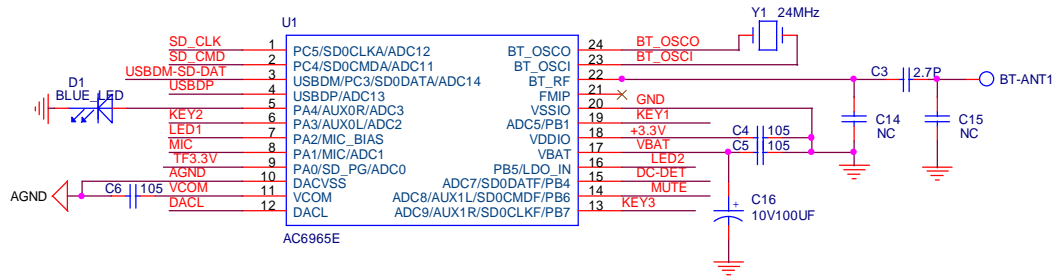 U1
Y1 24MHz
SD_CLK 1 PC5/SD0CLKA/ADC12 BT_OSCO 24 BT_OSCO
SD_CMD 2 PC4/SD0CMDA/ADC11 BT_OSCI 23 BT_OSCI
USBDM-SD-DAT 3 USBDM/PC3/SD0DATA/ADC14 BT_RF 22 C3 2.7P BT-ANT1
D1 USBDP 4 USBDP/ADC13 FMIP 21
BLUE_LED 5 PA4/AUX0R/ADC3 VSSIO 20 GND
KEY2 6 PA3/AUX0L/ADC2 ADC5/PB1 19 KEY1
LED1 7 PA2/MIC_BIAS VDDIO 18 +3.3V C4 105
MIC 8 PA1/MIC/ADC1 VBAT 17 VBAT C5 105
TF3.3V 9 PA0/SD_PG/ADC0 PB5/LDO_IN 16 LED2
AGND 10 DACVSS ADC7/SD0DATF/PB4 15 DC-DET
AGND C6 105 VCOM 11 VCOM ADC8/AUX1L/SD0CMDF/PB6 14 MUTE
DACL 12 DACL ADC9/AUX1R/SD0CLKF/PB7 13 KEY3
AC6965E
C14
NC
C15
NC
+
C16
10V100UF